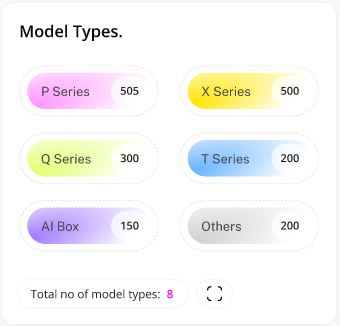 Model Types.
P Series 505
X Series 500
Q Series 300
T Series 200
AI Box 150
Others 200
Total no of model types: 8